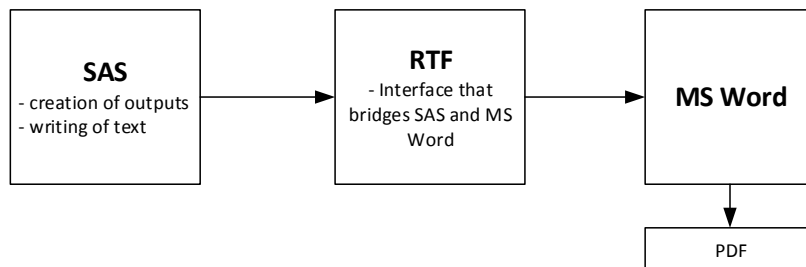 SAS
- creation of outputs
- writing of text
RTF
- Interface that
bridges SAS and MS
Word
MS Word
PDF